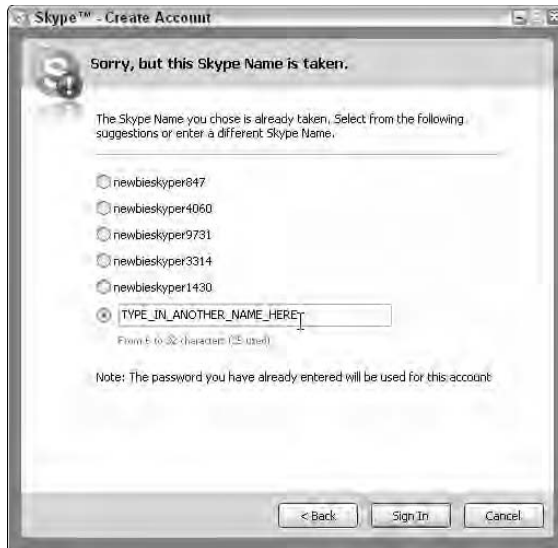 Skype™ - Create Account
Sorry, but this Skype Name is taken.
The Skype Name you chose is already taken. Select from the following
suggestions or enter a different Skype Name.
newbieskyper847
newbieskyper4060
newbieskyper9731
newbieskyper3314
newbieskyper1430
TYPE_IN_ANOTHER_NAME_HERE
From 6 to 32 characters (25 used)
Note: The password you have already entered will be used for this account
< Back
Sign In
Cancel